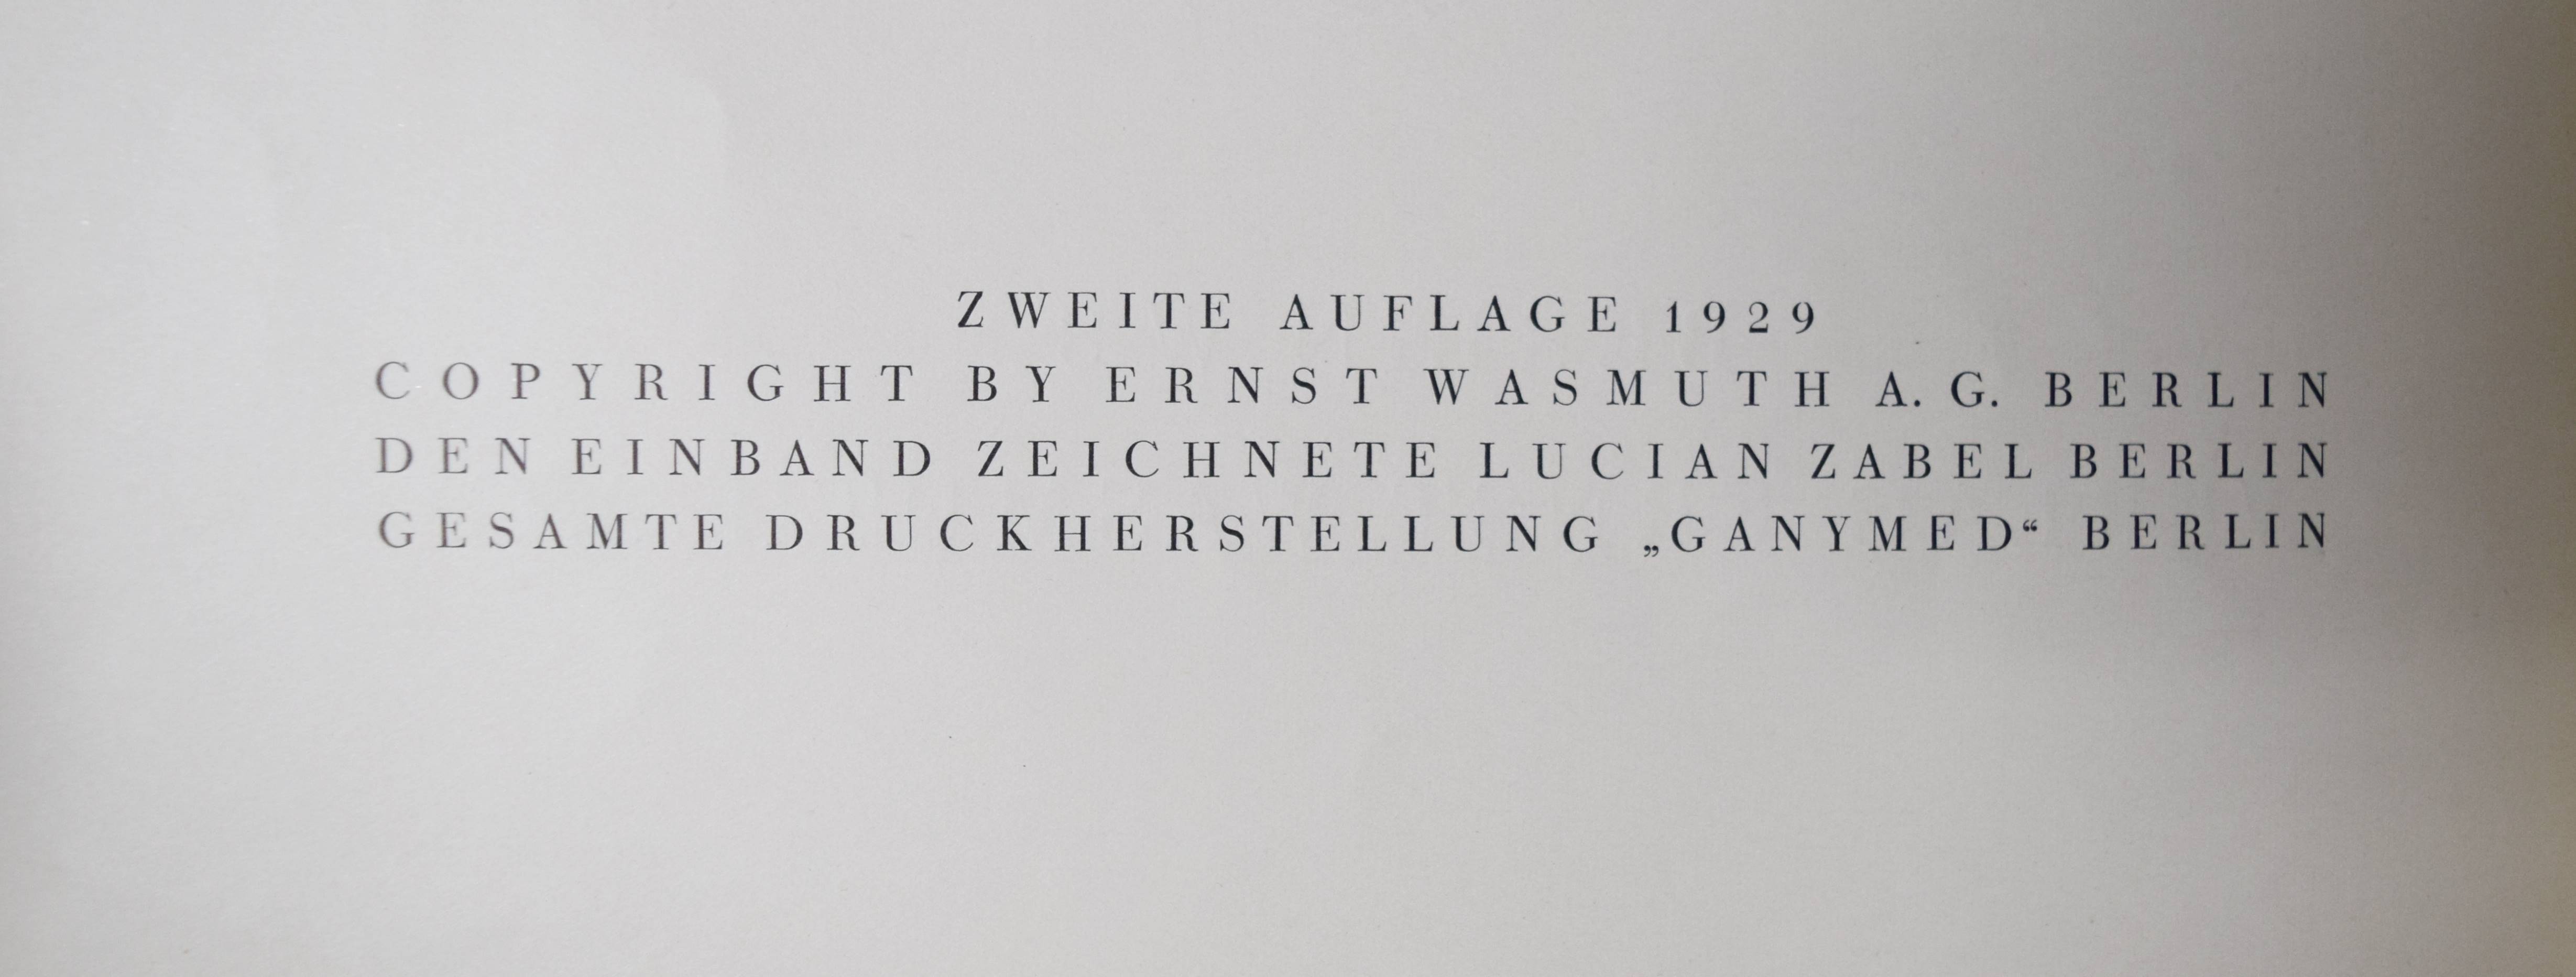 ZWEITE AUFLAGE 1929
COPYRIGHT BY ERNST WASMUTH A. G. BERLIN
DEN EINBAND ZEICHNETE LUCIAN ZABEL BERLIN
GESAMTE DRUCKHERSTELLUNG „GANYMED“ BERLIN